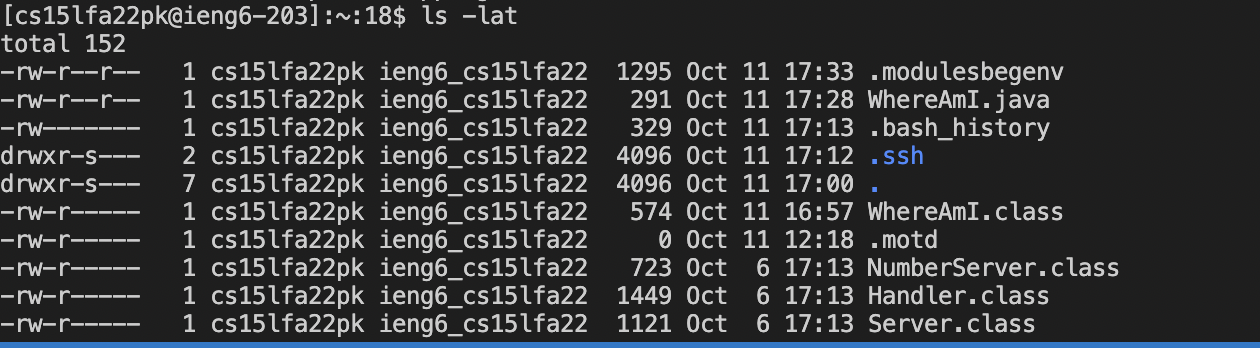 [cs15lfa22pk@ieng6-203]:~:18$ ls -lat
total 152
-rw-r--r--   1 cs15lfa22pk ieng6_cs15lfa22  1295 Oct 11 17:33 .modulesbegenv
-rw-r--r--   1 cs15lfa22pk ieng6_cs15lfa22   291 Oct 11 17:28 WhereAmI.java
-rw-------   1 cs15lfa22pk ieng6_cs15lfa22   329 Oct 11 17:13 .bash_history
drwxr-s---   2 cs15lfa22pk ieng6_cs15lfa22  4096 Oct 11 17:12 .ssh
drwxr-s---   7 cs15lfa22pk ieng6_cs15lfa22  4096 Oct 11 17:00 .
-rw-r-----   1 cs15lfa22pk ieng6_cs15lfa22   574 Oct 11 16:57 WhereAmI.class
-rw-r-----   1 cs15lfa22pk ieng6_cs15lfa22     0 Oct 11 12:18 .motd
-rw-r-----   1 cs15lfa22pk ieng6_cs15lfa22   723 Oct  6 17:13 NumberServer.class
-rw-r-----   1 cs15lfa22pk ieng6_cs15lfa22  1449 Oct  6 17:13 Handler.class
-rw-r-----   1 cs15lfa22pk ieng6_cs15lfa22  1121 Oct  6 17:13 Server.class